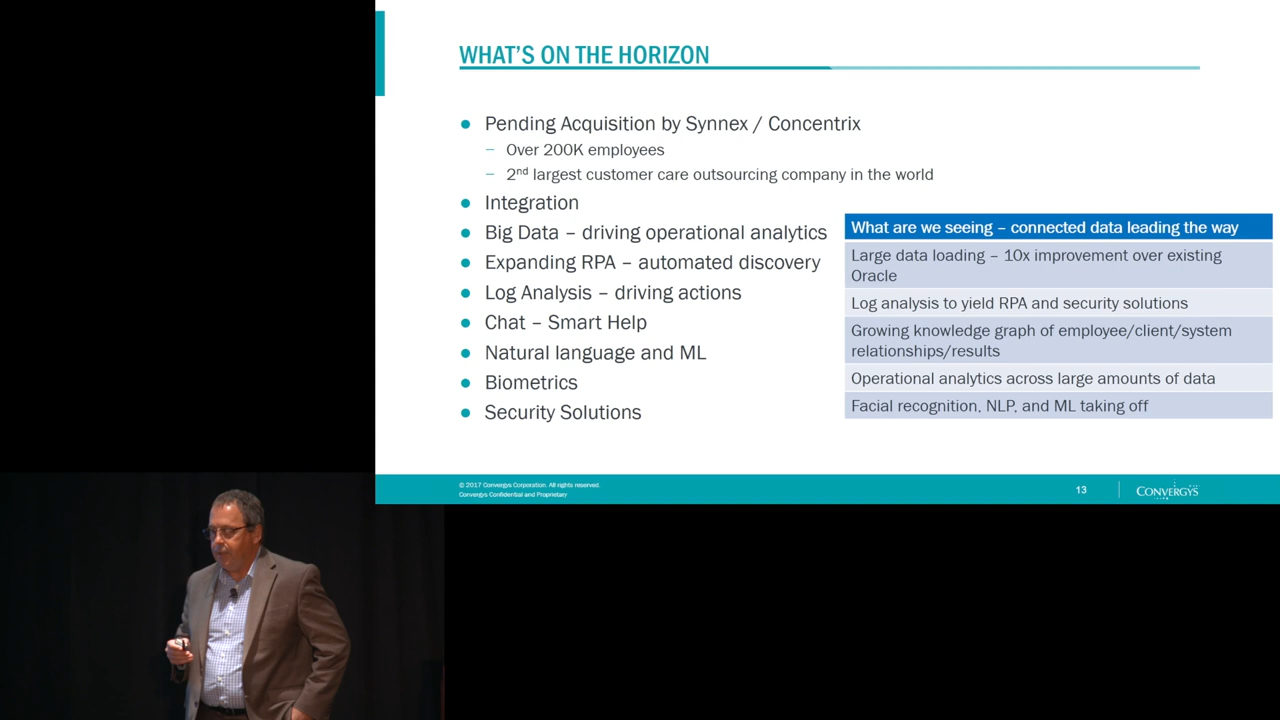 WHAT'S ON THE HORIZON
● Pending Acquisition by Synnex / Concentrix
– Over 200K employees
– 2nd largest customer care outsourcing company in the world
● Integration
● Big Data – driving operational analytics
● Expanding RPA – automated discovery
● Log Analysis – driving actions
● Chat – Smart Help
● Natural language and ML
● Biometrics
● Security Solutions
What are we seeing – connected data leading the way
Large data loading – 10x improvement over existing
Oracle
Log analysis to yield RPA and security solutions
Growing knowledge graph of employee/client/system
relationships/results
Operational analytics across large amounts of data
Facial recognition, NLP, and ML taking off
© 2017 Convergys Corporation. All rights reserved.
Convergys Confidential and Proprietary
13
CONVERGYS